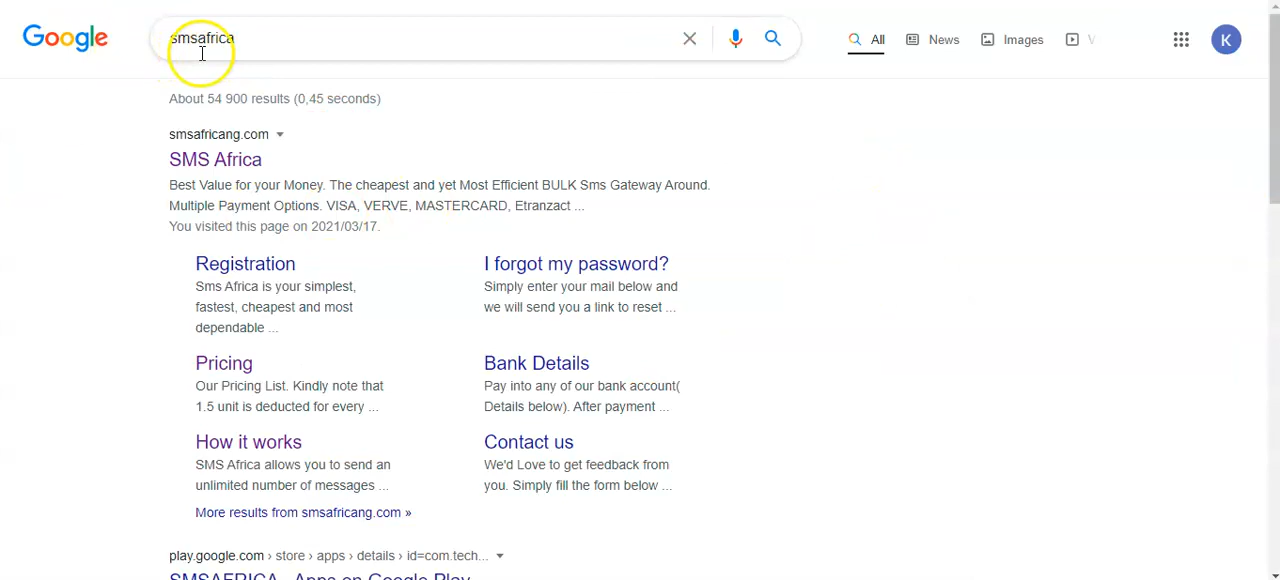 Google
smsafrica
All
News
Images
V
K
About 54 900 results (0,45 seconds)
smsafricang.com
SMS Africa
Best Value for your Money. The cheapest and yet Most Efficient BULK Sms Gateway Around.
Multiple Payment Options. VISA, VERVE, MASTERCARD, Etranzact ...
You visited this page on 2021/03/17.
Registration
Sms Africa is your simplest,
fastest, cheapest and most
dependable ...
I forgot my password?
Simply enter your mail below and
we will send you a link to reset ...
Pricing
Our Pricing List. Kindly note that
1.5 unit is deducted for every ...
Bank Details
Pay into any of our bank account(
Details below). After payment ...
How it works
SMS Africa allows you to send an
unlimited number of messages ...
Contact us
We'd Love to get feedback from
you. Simply fill the form below ...
More results from smsafricang.com »
play.google.com › store › apps › details › id=com.tech...
SMSAFRICA - Apps on Google Play